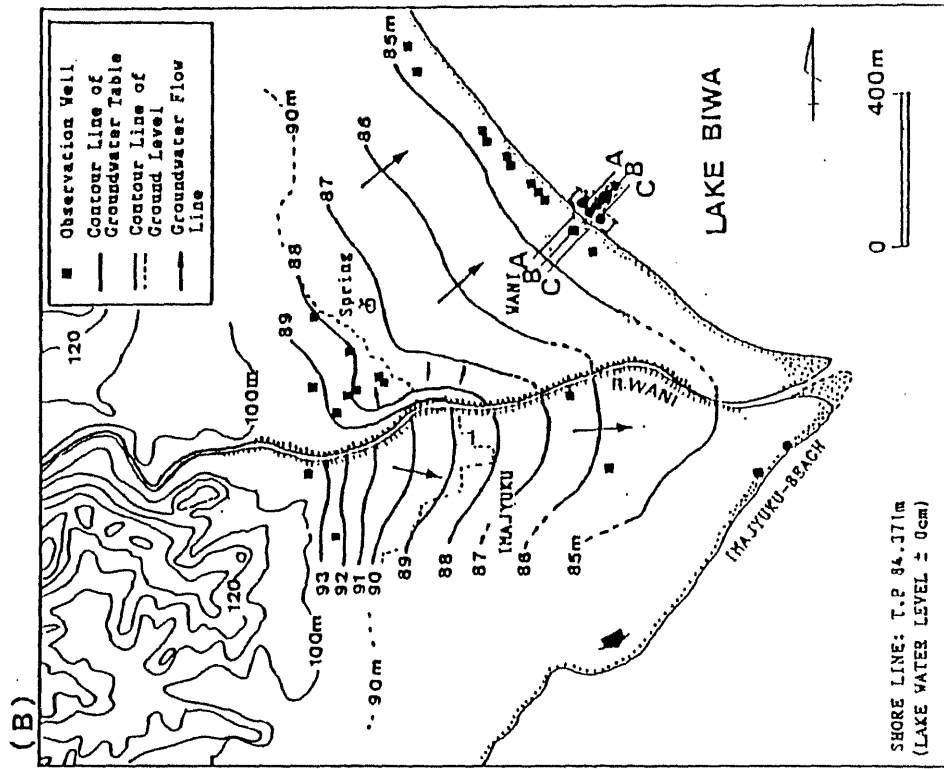 (B)
Observation Well
Contour Line of
Groundwater Table
Contour Line of
Ground Level
Groundwater Flow
Line
120
100m
90m
85m
86
87
88
89
Spring
120
100m
90m
93
92
91
90
89
88
87
86
85m
IMAJYUKU
R.WANI
WANI
A
B
C
A
B
C
LAKE BIWA
IMAJYUKU-BEACH
0 400m
SHORE LINE: T.P 84.371m
(LAKE WATER LEVEL ± 0cm)